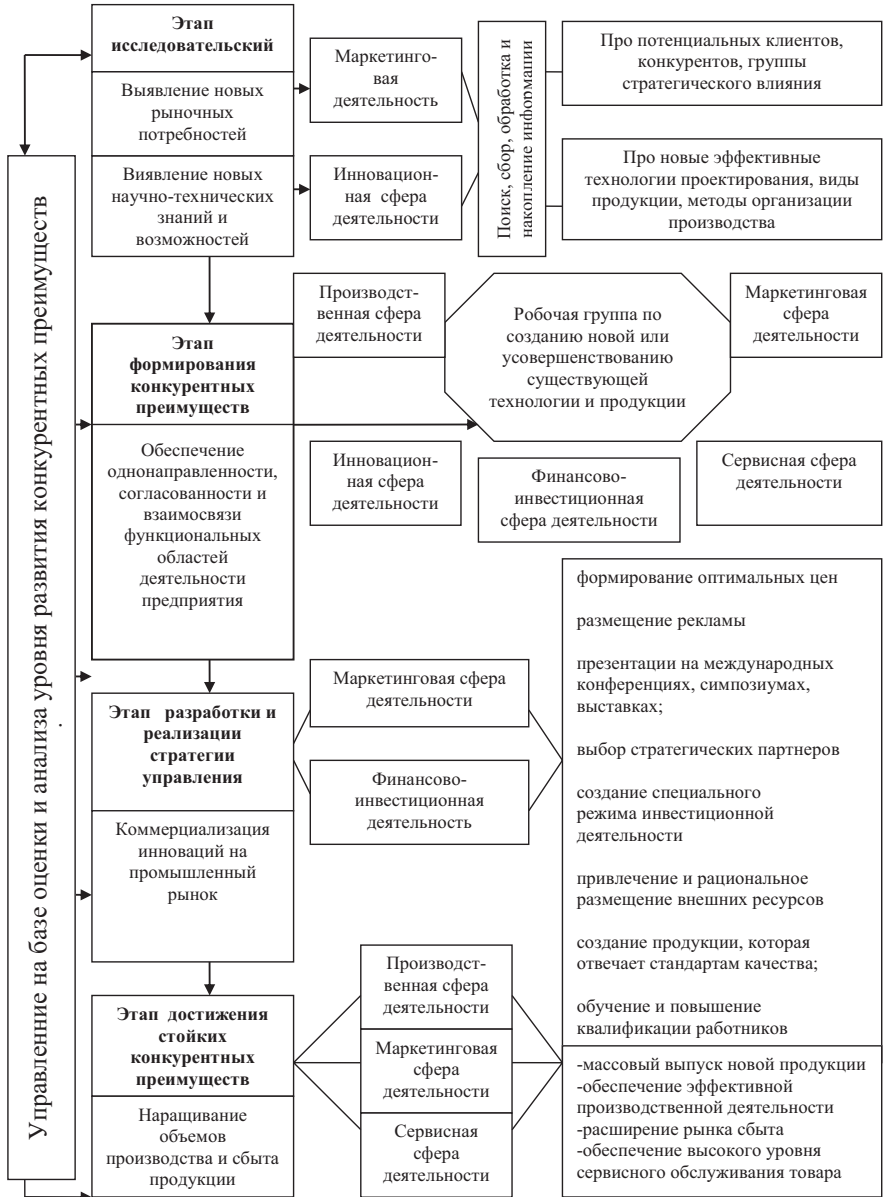 Управленние на базе оценки и анализа уровня развития конкурентных преимуществ
Этап
исследовательский
Выявление новых
рыночных
потребностей
Виявление новых
научно-технических
знаний и
возможностей
Маркетинго-
вая
деятельность
Инновацион-
ная сфера
деятельности
Поиск, сбор, обработка и
накопление информации
Про потенциальных клиентов,
конкурентов, группы
стратегического влияния
Про новые эффективные
технологии проектирования, виды
продукции, методы организации
производства
Этап
формирования
конкурентных
преимуществ
Обеспечение
однонаправленности,
согласованности и
взаимосвязи
функциональных
областей
деятельности
предприятия
Производст-
венная сфера
деятельности
Робочая группа по
созданию новой или
усовершенствованию
существующей
технологии и продукции
Маркетинговая
сфера
деятельности
Инновацион-
ная сфера
деятельности
Финансово-
инвестиционная
сфера деятельности
Сервисная сфера
деятельности
Этап разработки и
реализации
стратегии
управления
Коммерциализация
инноваций на
промышленный
рынок
Маркетинговая сфера
деятельности
Финансово-
инвестиционная
деятельность
формирование оптимальных цен
размещение рекламы
презентации на международных
конференциях, симпозиумах,
выставках;
выбор стратегических партнеров
создание специального
режима инвестиционной
деятельности
привлечение и рациональное
размещение внешних ресурсов
создание продукции, которая
отвечает стандартам качества;
обучение и повышение
квалификации работников
Этап достижения
стойких
конкурентных
преимуществ
Наращивание
объемов
производства и сбыта
продукции
Производст-
венная сфера
деятельности
Маркетинговая
сфера
деятельности
Сервисная
сфера
деятельности
-массовый выпуск новой продукции
-обеспечение эффективной
производственной деятельности
-расширение рынка сбыта
-обеспечение высокого уровня
сервисного обслуживания товара